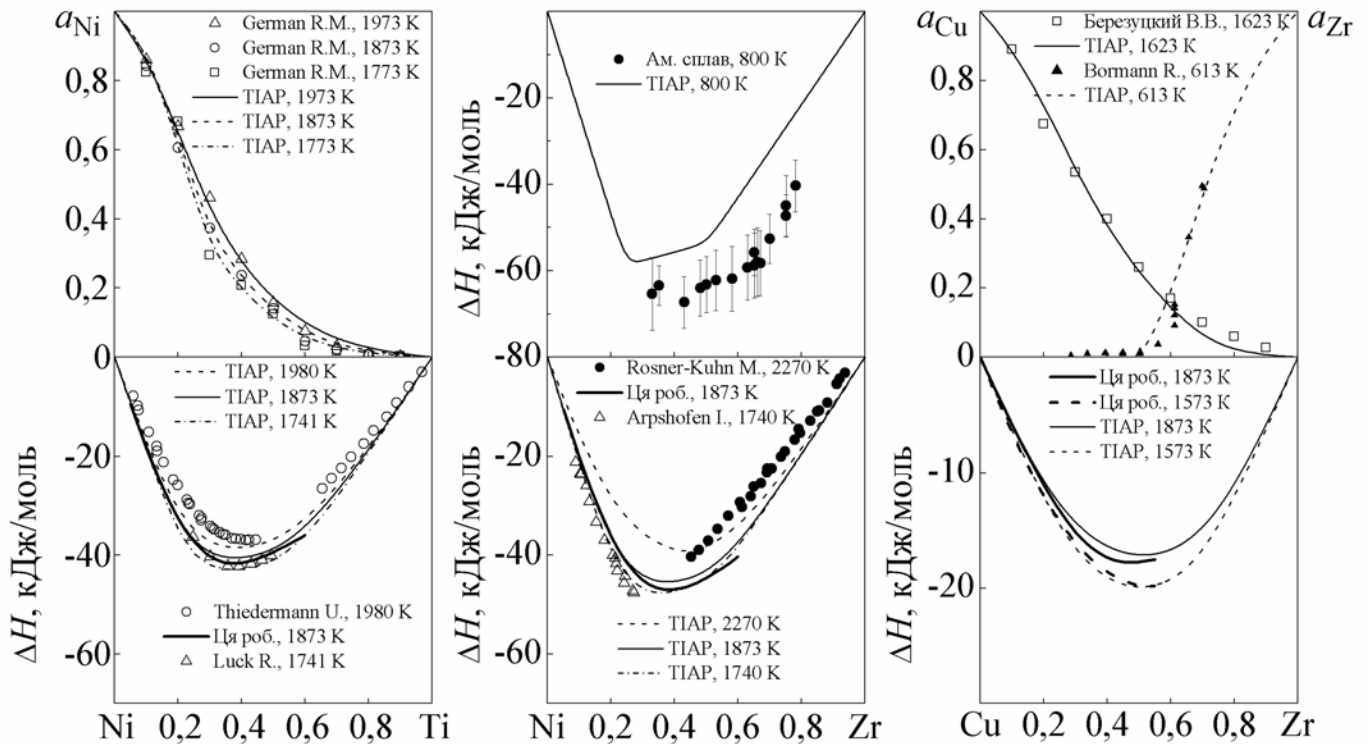 a_Ni
German R.M., 1973 K
German R.M., 1873 K
German R.M., 1773 K
TIAP, 1973 K
TIAP, 1873 K
TIAP, 1773 K
0,8
0,6
0,4
0,2
0
ΔH, кДж/моль
Ам. сплав, 800 К
TIAP, 800 К
-20
-40
-60
-80
a_Cu
a_Zr
Березуцкий В.В., 1623 К
TIAP, 1623 К
Bormann R., 613 K
TIAP, 613 К
0,8
0,6
0,4
0,2
0
ΔH, кДж/моль
TIAP, 1980 K
TIAP, 1873 K
TIAP, 1741 K
-20
-40
-60
Thiedermann U., 1980 K
Ця роб., 1873 K
Luck R., 1741 K
Ni 0,2 0,4 0,6 0,8 Ti
ΔH, кДж/моль
Rosner-Kuhn M., 2270 K
Ця роб., 1873 K
Arpshofen I., 1740 K
-20
-40
-60
TIAP, 2270 K
TIAP, 1873 K
TIAP, 1740 K
Ni 0,2 0,4 0,6 0,8 Zr
ΔH, кДж/моль
Ця роб., 1873 K
Ця роб., 1573 K
TIAP, 1873 K
TIAP, 1573 K
-10
-20
Cu 0,2 0,4 0,6 0,8 Zr